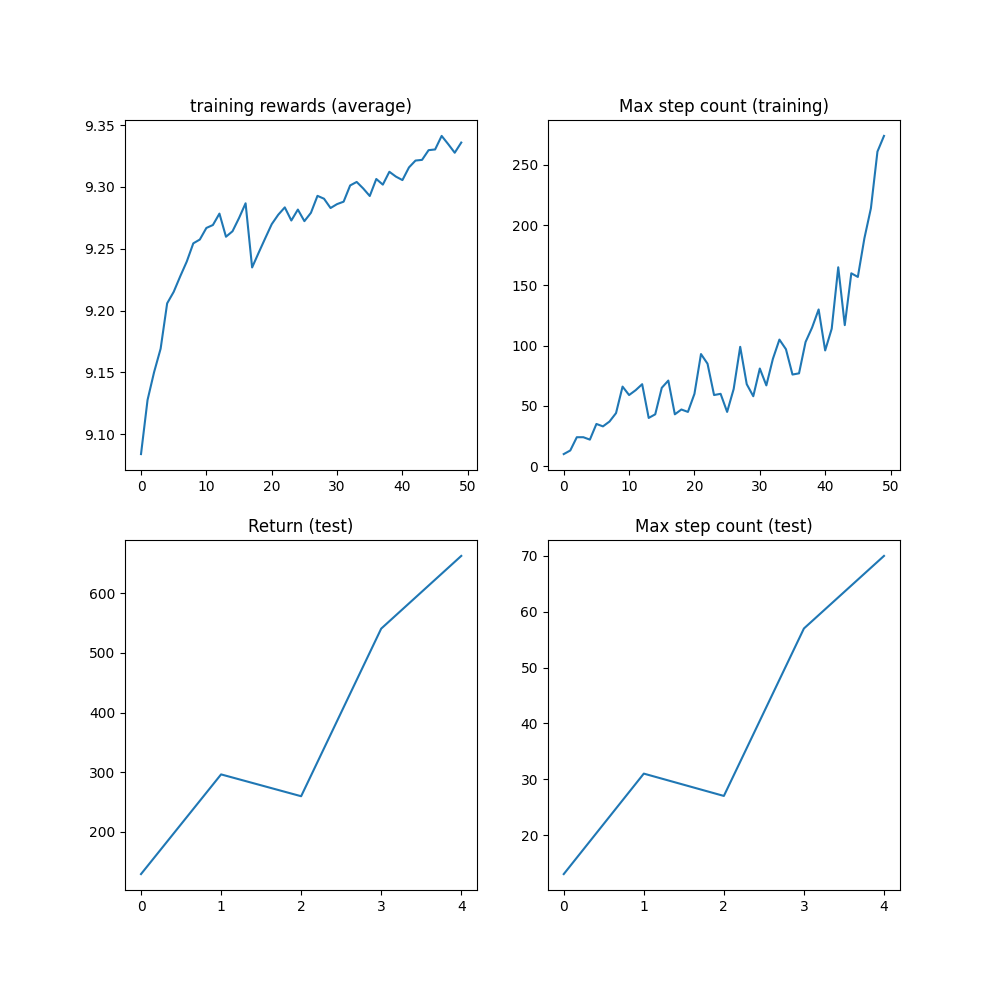 training rewards (average)
9.35
9.30
9.25
9.20
9.15
9.10
0 10 20 30 40 50
Max step count (training)
250
200
150
100
50
0
0 10 20 30 40 50
Return (test)
600
500
400
300
200
0 1 2 3 4
Max step count (test)
70
60
50
40
30
20
0 1 2 3 4